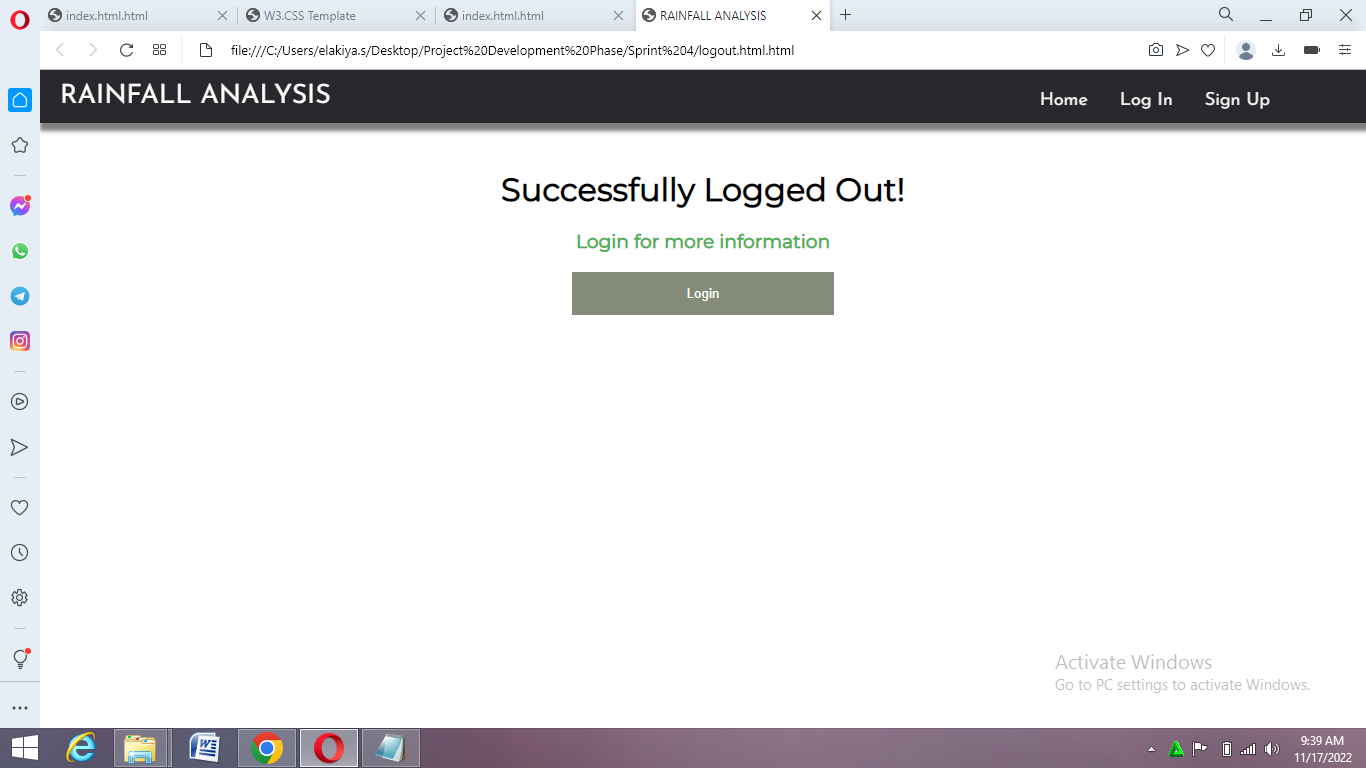 index.html.html
W3.CSS Template
index.html.html
RAINFALL ANALYSIS
file:///C:/Users/elakiya.s/Desktop/Project%20Development%20Phase/Sprint%204/logout.html.html
RAINFALL ANALYSIS
Home
Log In
Sign Up
Successfully Logged Out!
Login for more information
Login
Activate Windows
Go to PC settings to activate Windows.
9:39 AM
11/17/2022